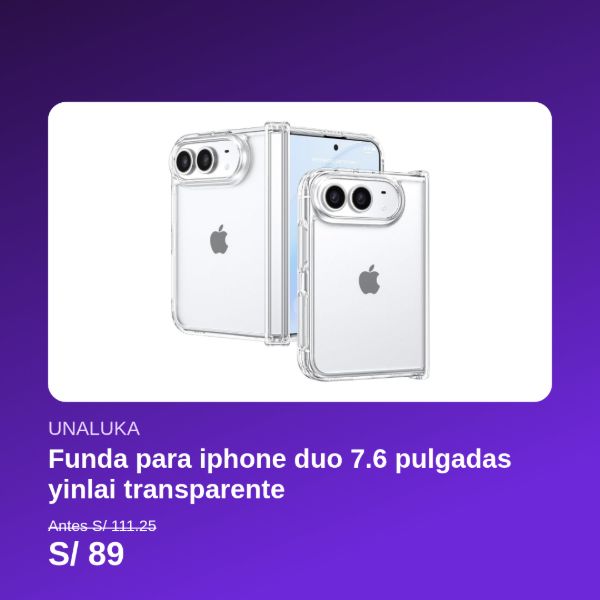 UNALUKA
Funda para iphone duo 7.6 pulgadas
yinlai transparente
Antes S/ 111.25
S/ 89